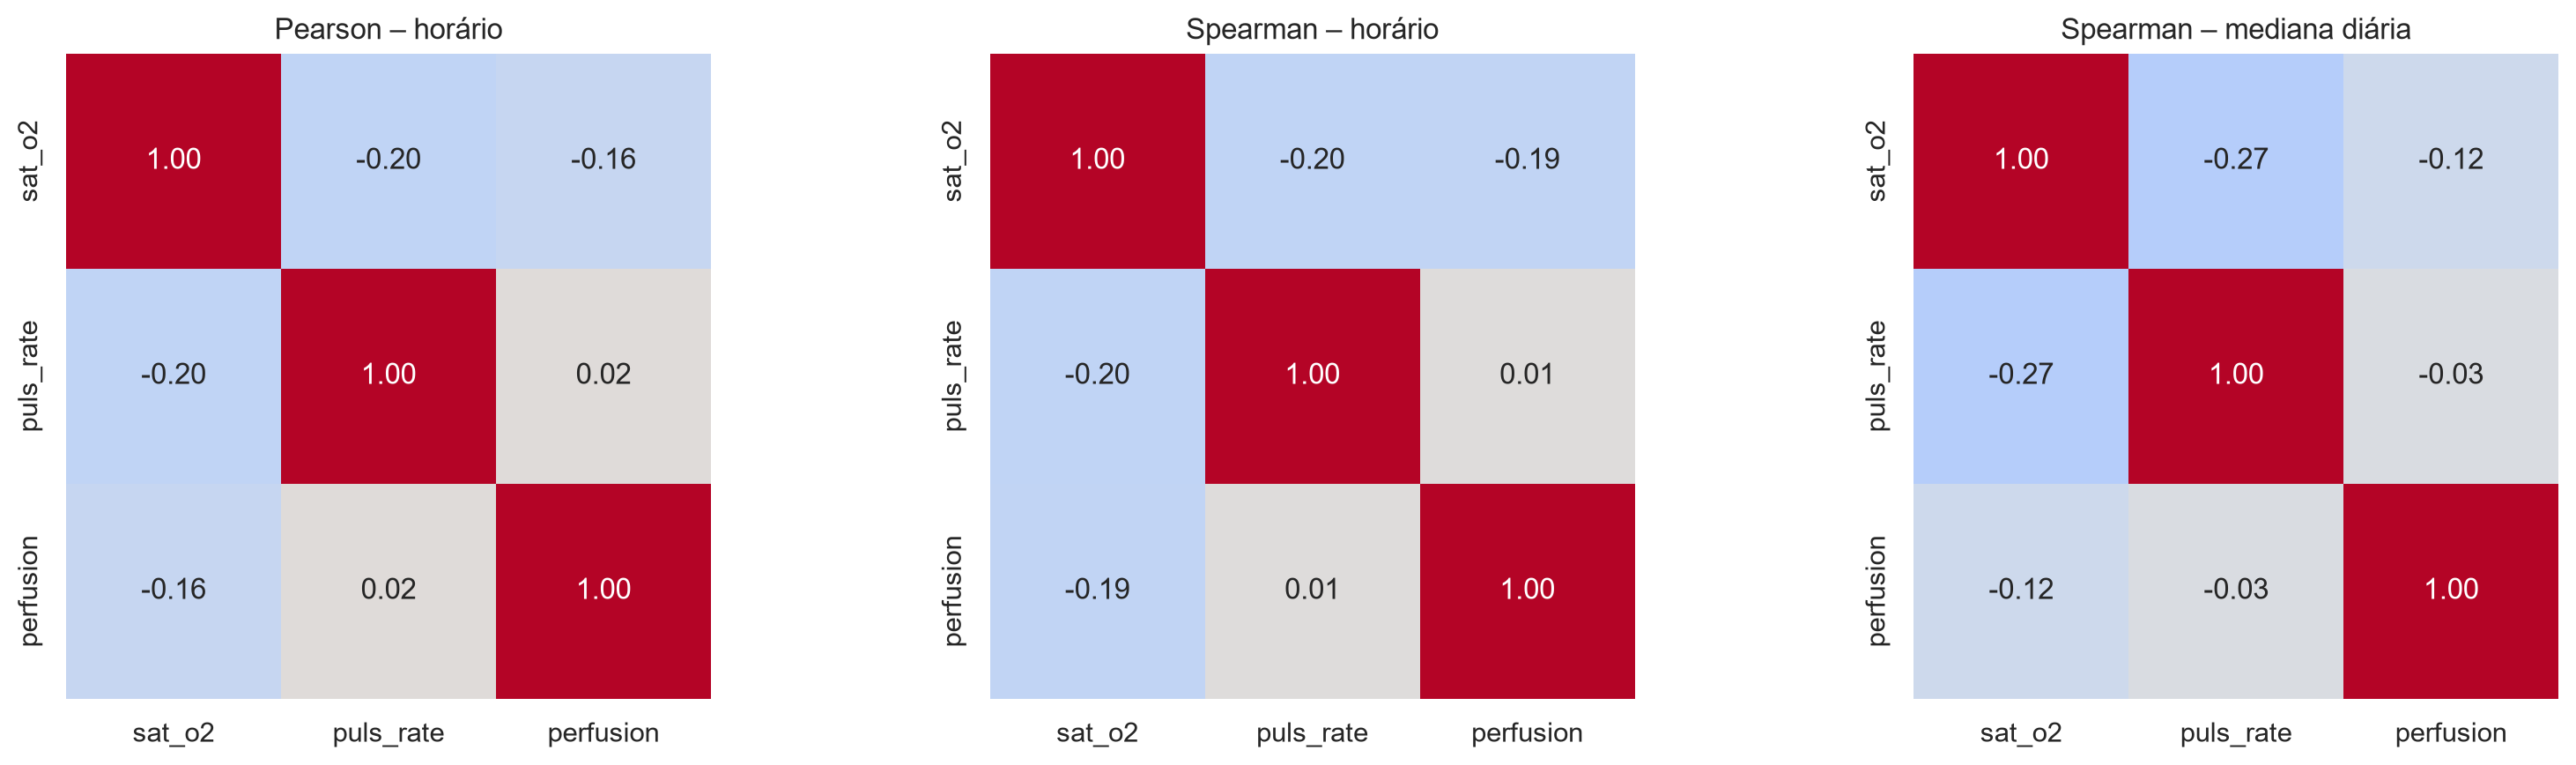 Pearson – horário
sat_o2
1.00 -0.20 -0.16
puls_rate
-0.20 1.00 0.02
perfusion
-0.16 0.02 1.00
sat_o2 puls_rate perfusion
Spearman – horário
sat_o2
1.00 -0.20 -0.19
puls_rate
-0.20 1.00 0.01
perfusion
-0.19 0.01 1.00
sat_o2 puls_rate perfusion
Spearman – mediana diária
sat_o2
1.00 -0.27 -0.12
puls_rate
-0.27 1.00 -0.03
perfusion
-0.12 -0.03 1.00
sat_o2 puls_rate perfusion